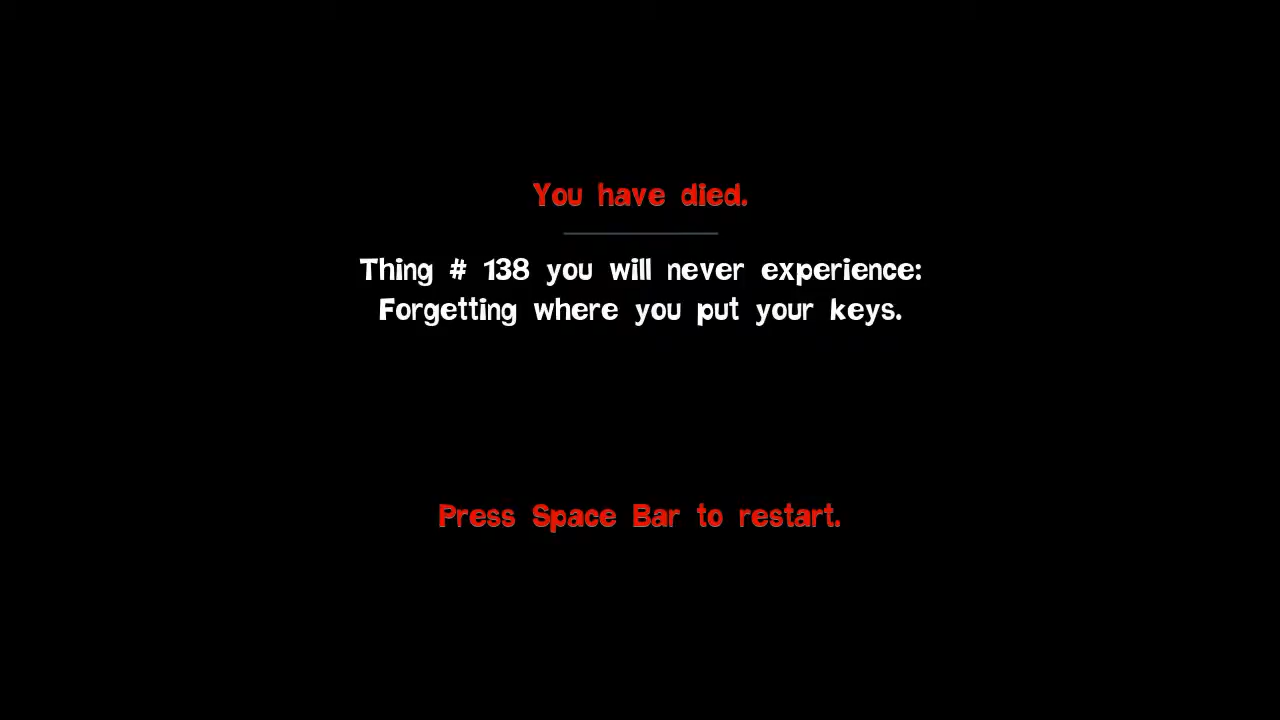 You have died.
Thing # 138 you will never experience:
Forgetting where you put your keys.
Press Space Bar to restart.